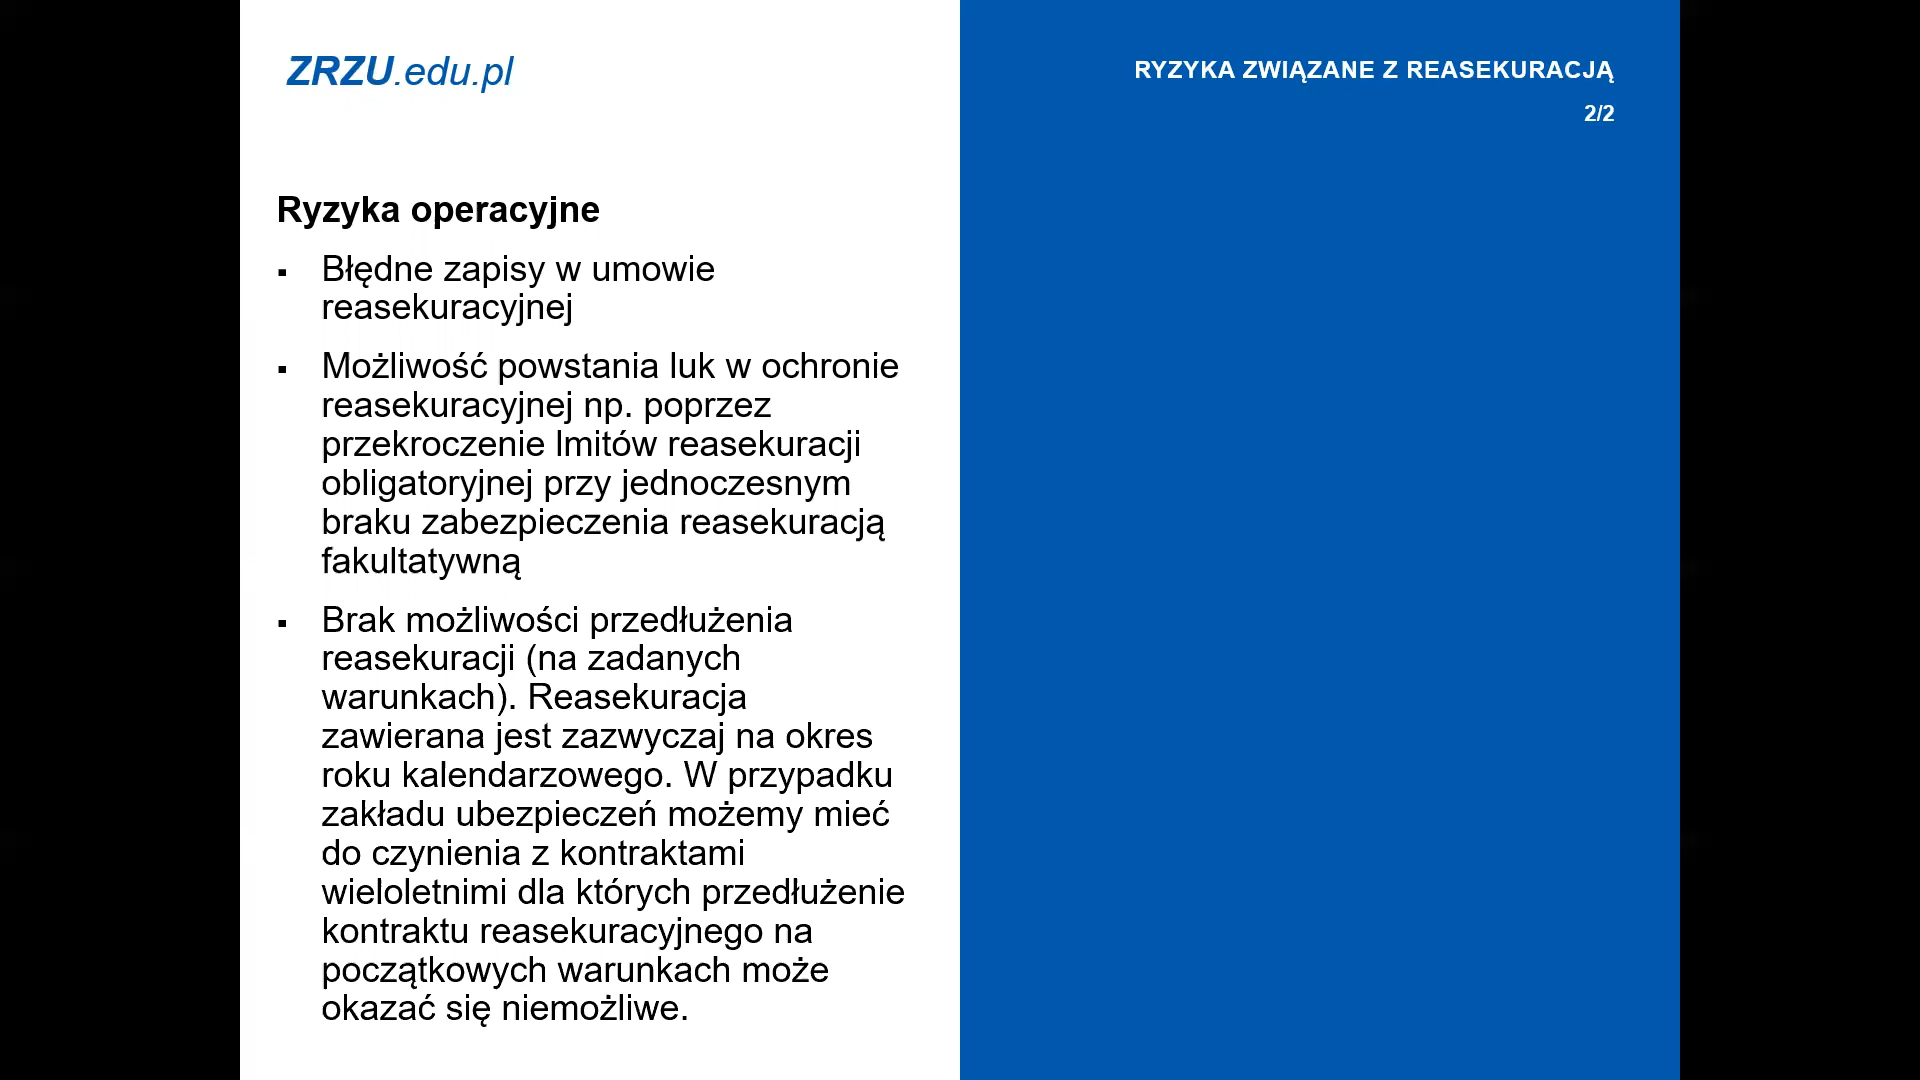 ZRZU.edu.pl
RYZYKA ZWIĄZANE Z REASEKURACJĄ
2/2
Ryzyka operacyjne
▪ Błędne zapisy w umowie
reasekuracyjnej
▪ Możliwość powstania luk w ochronie
reasekuracyjnej np. poprzez
przekroczenie lmitów reasekuracji
obligatoryjnej przy jednoczesnym
braku zabezpieczenia reasekuracją
fakultatywną
▪ Brak możliwości przedłużenia
reasekuracji (na zadanych
warunkach). Reasekuracja
zawierana jest zazwyczaj na okres
roku kalendarzowego. W przypadku
zakładu ubezpieczeń możemy mieć
do czynienia z kontraktami
wieloletnimi dla których przedłużenie
kontraktu reasekuracyjnego na
początkowych warunkach może
okazać się niemożliwe.